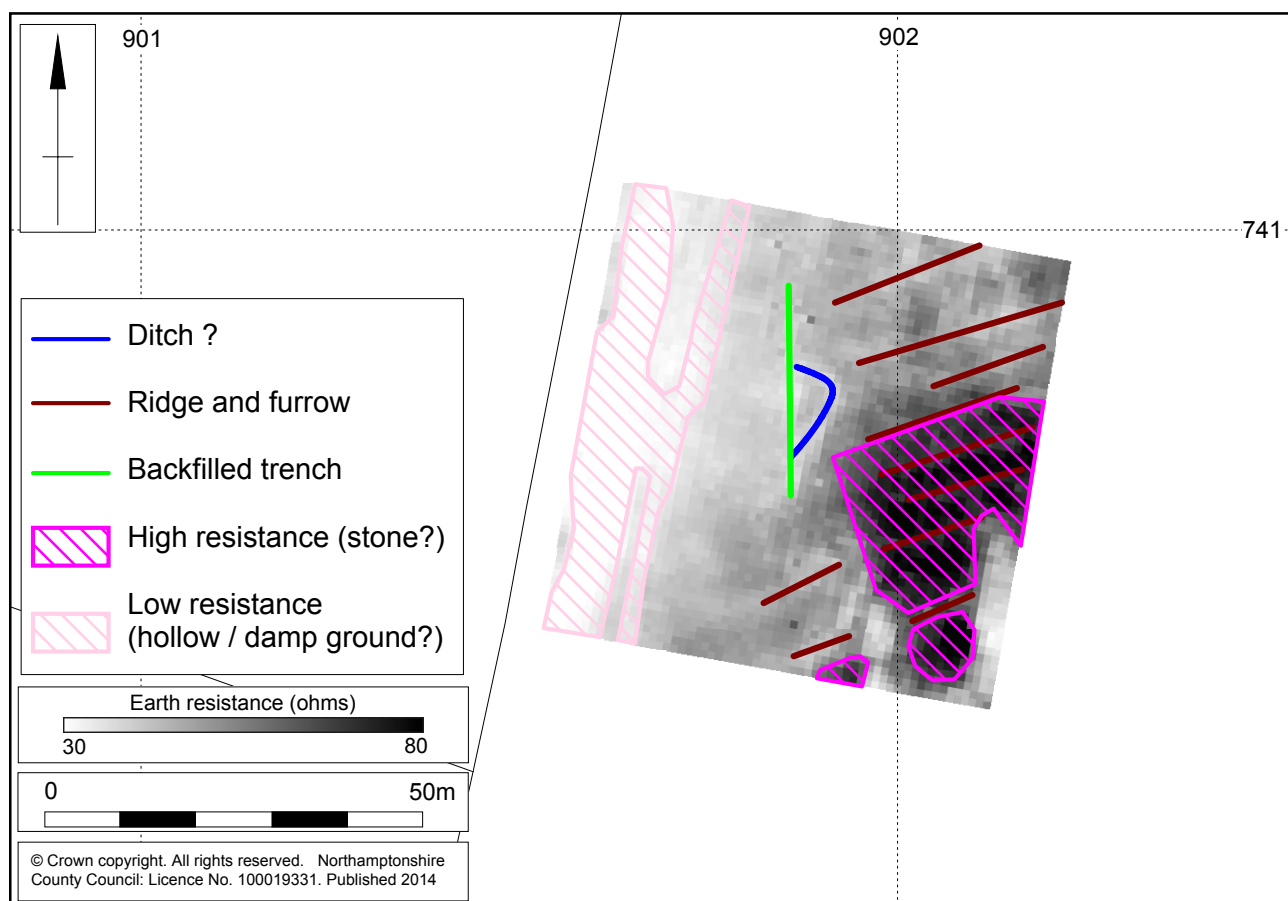 901
902
741
Ditch ?
Ridge and furrow
Backfilled trench
High resistance (stone?)
Low resistance
(hollow / damp ground?)
Earth resistance (ohms)
30 80
0 50m
© Crown copyright. All rights reserved. Northamptonshire
County Council: Licence No. 100019331. Published 2014